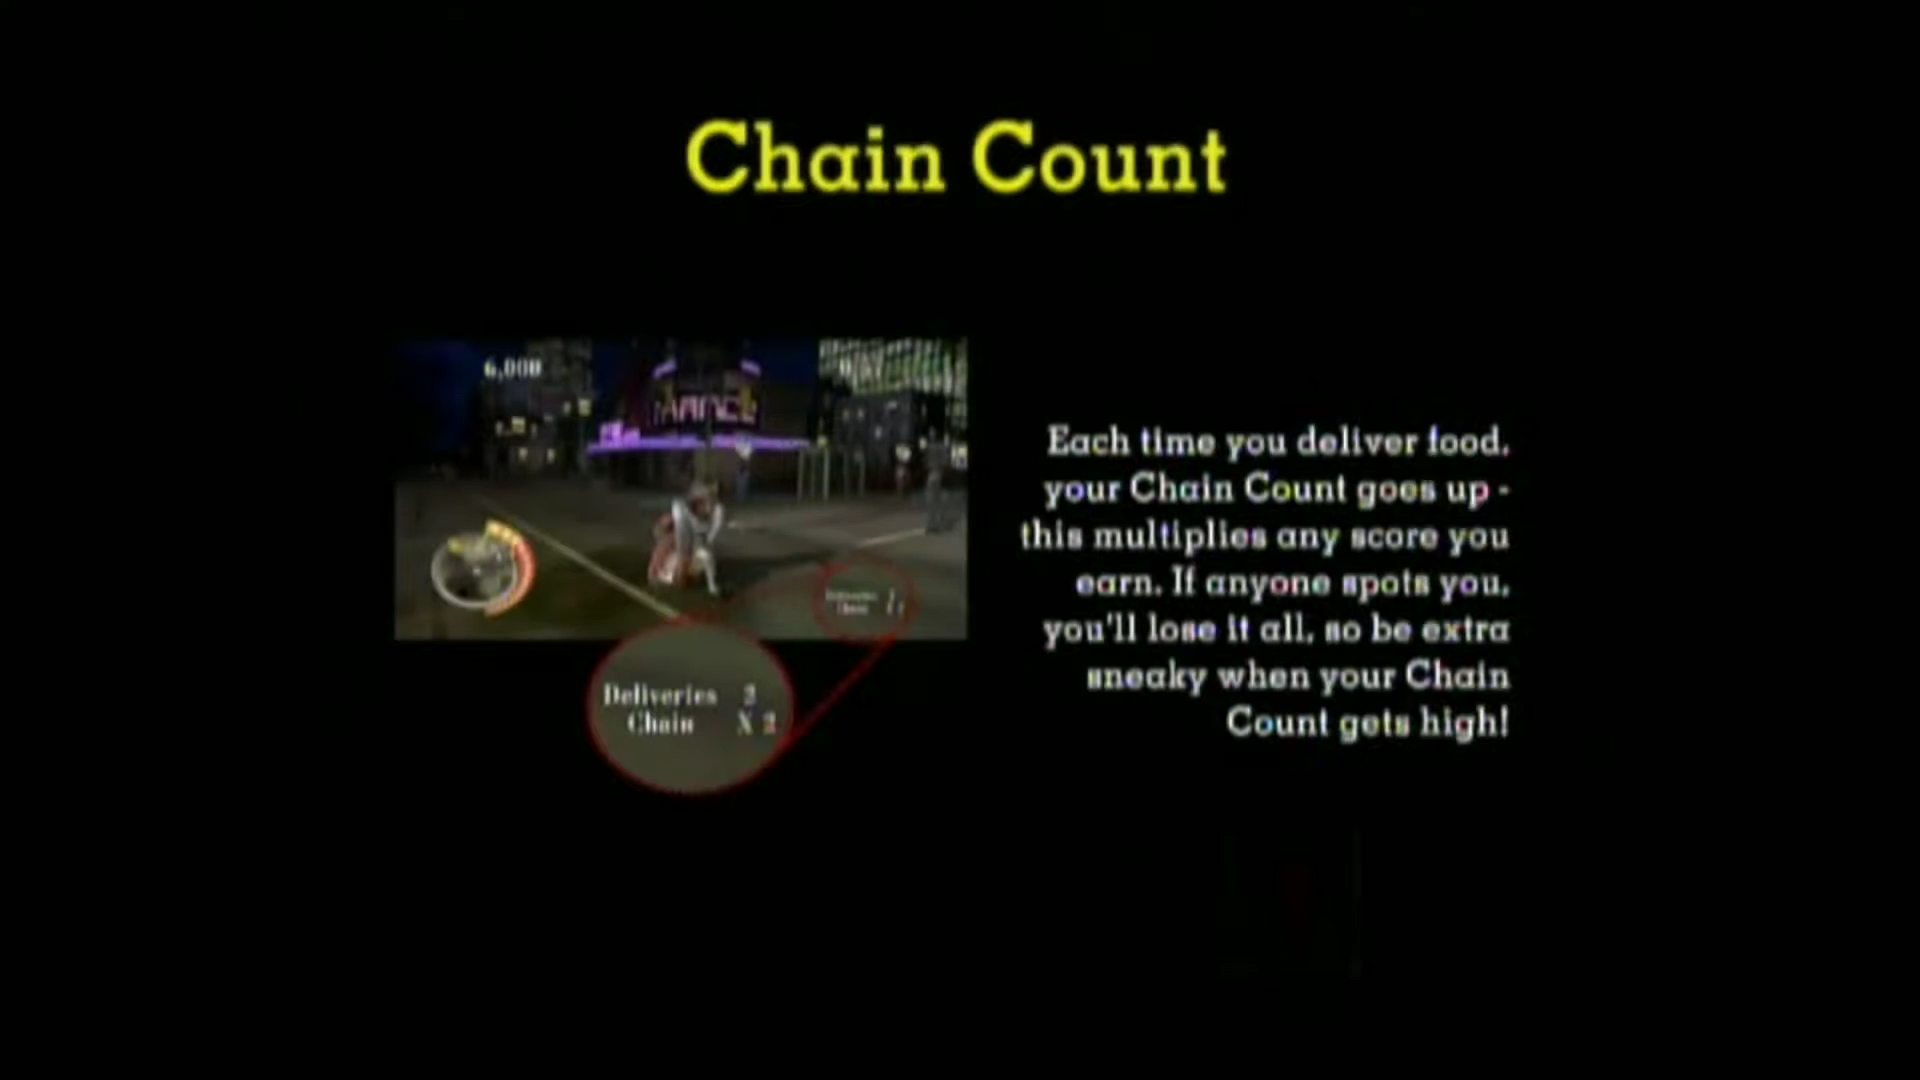 Chain Count
6,000
Each time you deliver food,
your Chain Count goes up -
this multiplies any score you
earn. If anyone spots you,
you'll lose it all, so be extra
sneaky when your Chain
Count gets high!
Deliveries 2
Chain X 2